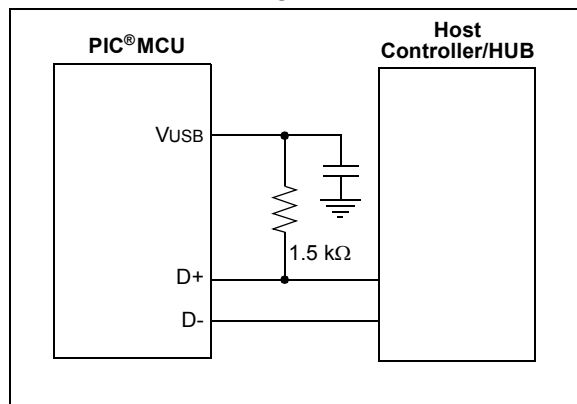 PIC®MCU
Host
Controller/HUB
VUSB
1.5 kΩ
D+
D-